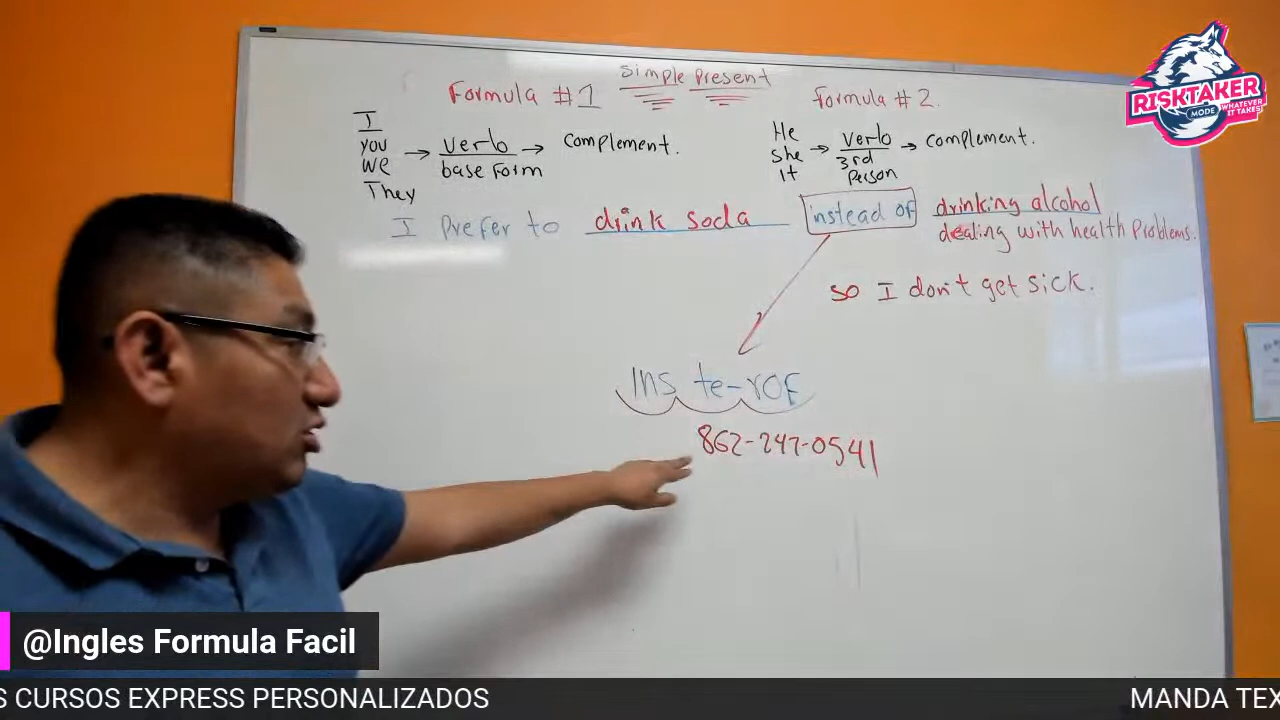 simple present
Formula #1
Formula #2.
I
you
we
They
→ verbo → complement.
base Form
He
she
It
→ verbo → complement.
3rd
Person
I prefer to drink soda instead of drinking alcohol
dealing with health problems.
so I don't get sick.
Ins te-rOF
862-247-0541
RISKTAKER
MODE
WHATEVER
IT TAKES!
@Ingles Formula Facil
S CURSOS EXPRESS PERSONALIZADOS
MANDA TEX